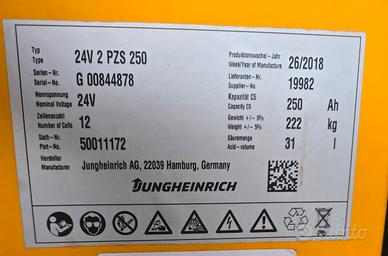 Typ
Type
24V 2 PZS 250
Produktionswoche/- Jahr
Week/Year of Manufacture
26/2018
Serien - Nr.
Serial - No.
G 00844878
Lieferanten - Nr.
Supplier - No.
19982
Nennspannung
Nominal Voltage
24V
Kapazität C5
Capacity C5
250 Ah
Zellenanzahl
Number of Cells
12
Gewicht +/- 5%
Weight +/- 5%
222 kg
Sach - Nr.
Part-No.
50011172
Säuremenge
Acid - volume
31 l
Hersteller
Manufacturer
Jungheinrich AG, 22039 Hamburg, Germany
JUNGHEINRICH
Pb
subito